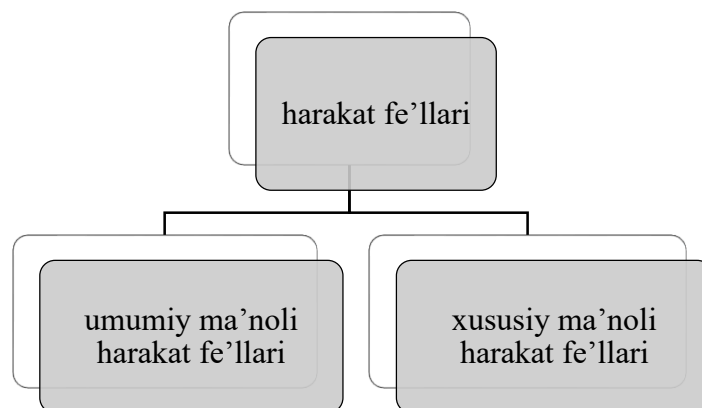 harakat fe’llari
umumiy ma’noli
harakat fe’llari
xususiy ma’noli
harakat fe’llari